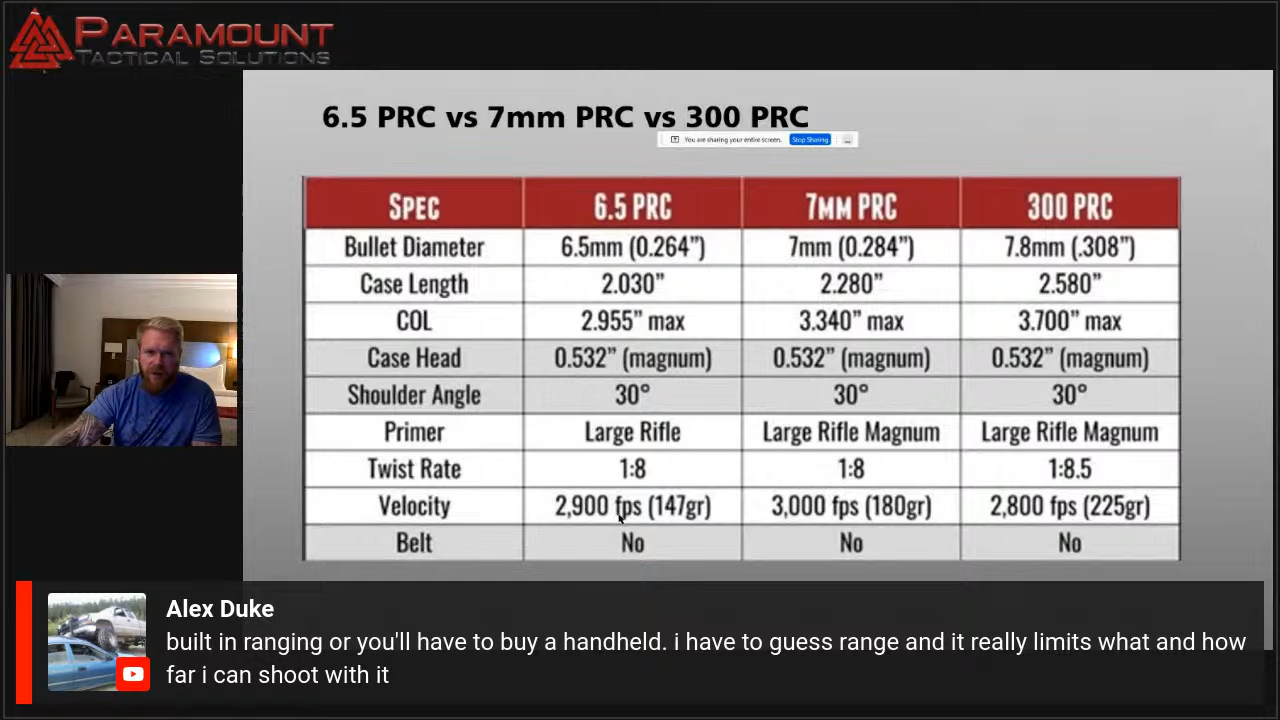 PARAMOUNT
TACTICAL SOLUTIONS
6.5 PRC vs 7mm PRC vs 300 PRC
You are sharing your entire screen. Stop Sharing ...
SPEC 6.5 PRC 7MM PRC 300 PRC
Bullet Diameter 6.5mm (0.264”) 7mm (0.284”) 7.8mm (.308”)
Case Length 2.030” 2.280” 2.580”
COL 2.955” max 3.340” max 3.700” max
Case Head 0.532” (magnum) 0.532” (magnum) 0.532” (magnum)
Shoulder Angle 30° 30° 30°
Primer Large Rifle Large Rifle Magnum Large Rifle Magnum
Twist Rate 1:8 1:8 1:8.5
Velocity 2,900 fps (147gr) 3,000 fps (180gr) 2,800 fps (225gr)
Belt No No No
Alex Duke
built in ranging or you'll have to buy a handheld. i have to guess range and it really limits what and how
far i can shoot with it